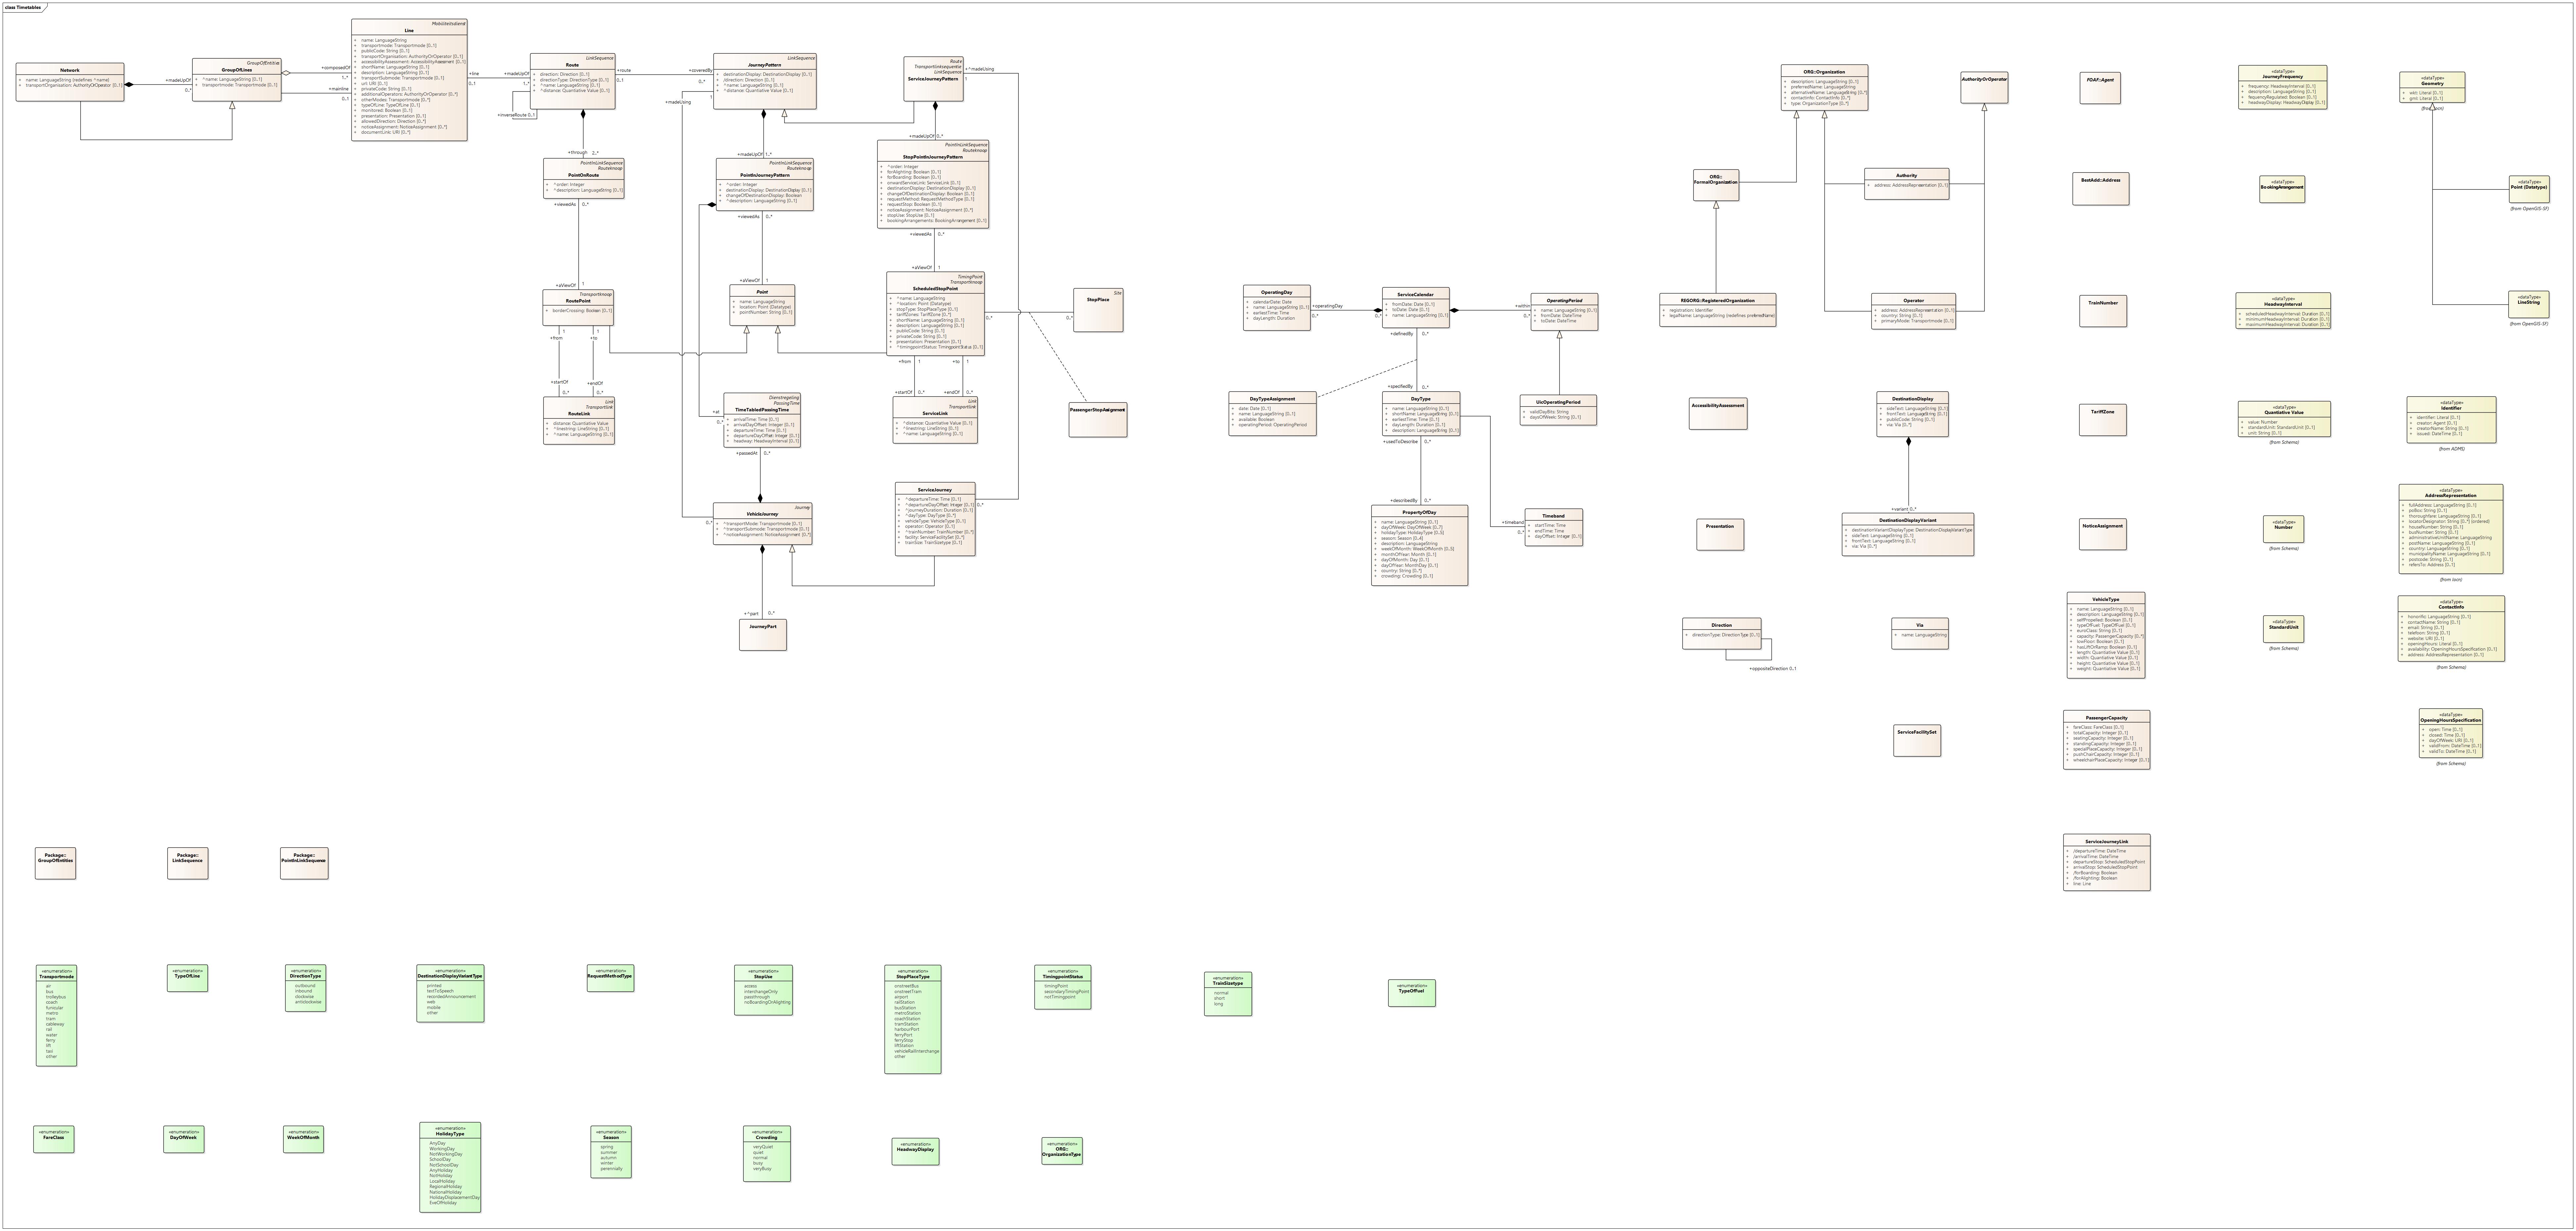 class Timetables
Network
+ name: LanguageString {redefines ^name}
+ transportOrganisation: AuthorityOrOperator [0..1]
+madeUpOf
0..*
GroupOfEntities
GroupOfLines
+ ^name: LanguageString [0..1]
+ transportmode: Transportmode [0..1]
+composedOf
1..*
+mainline
0..1
Line
+ name: LanguageString
+ transportmode: Transportmode [0..1]
+ publicCode: String [0..1]
+ transportOrganisation: AuthorityOrOperator [0..1]
+ accessibilityAssessment: AccessibilityAssessment [0..1]
+ shortName: LanguageString [0..1]
+ description: LanguageString [0..1]
+ transportSubmode: Transportmode [0..1]
+ url: URI [0..1]
+ privateCode: String [0..1]
+ additionalOperators: AuthorityOrOperator [0..*]
+ otherModes: Transportmode [0..*]
+ typeOfLine: TypeOfLine [0..1]
+ monitored: Boolean [0..1]
+ presentation: Presentation [0..1]
+ allowedDirection: Direction [0..*]
+ noticeAssignment: NoticeAssignment [0..*]
+ documentLink: URI [0..*]
+line
0..1
+madeUpOf
1..*
LinkSequence
Route
+ direction: Direction [0..1]
+ directionType: DirectionType [0..1]
+ ^name: LanguageString [0..1]
+ ^distance: Quantative Value [0..1]
+inverseRoute 0..1
+route
0..1
+coveredBy
0..*
LinkSequence
JourneyPattern
+ destinationDisplay: DestinationDisplay [0..1]
+ /direction: Direction [0..1]
+ ^name: LanguageString [0..1]
+ ^distance: Quantative Value [0..1]
+madeUsing
1
Route
LinkSequence
ServiceJourneyPattern
+^madeUsing
1
+through 2..*
PointInLinkSequence
Routeknoop
PointOnRoute
+ ^order: Integer
+ ^description: LanguageString [0..1]
+viewedAs 0..*
+madeUpOf 1..*
PointInLinkSequence
Routeknoop
PointInJourneyPattern
+ ^order: Integer
+ destinationDisplay: DestinationDisplay [0..1]
+ changeOfDestinationDisplay: Boolean
+ ^description: LanguageString [0..1]
+viewedAs 0..*
+madeUpOf 0..*
PointInLinkSequence
Routeknoop
StopPointInJourneyPattern
+ ^order: Integer
+ forAlighting: Boolean [0..1]
+ forBoarding: Boolean [0..1]
+ onwardServiceLink: ServiceLink [0..1]
+ destinationDisplay: DestinationDisplay [0..1]
+ changeOfDestinationDisplay: Boolean [0..1]
+ requestMethod: RequestMethodType [0..1]
+ requestStop: Boolean [0..1]
+ noticeAssignment: NoticeAssignment [0..*]
+ stopUse: StopUse [0..1]
+ bookingArrangements: BookingArrangement [0..1]
+viewedAs 0..*
+aViewOf 1
Transportknoop
RoutePoint
+ borderCrossing: Boolean [0..1]
+aViewOf 1
Point
+ name: LanguageString
+ location: Point (Datatype)
+ pointNumber: String [0..1]
+aViewOf 1
TimingPoint
Transportknoop
ScheduledStopPoint
+ ^name: LanguageString
+ ^location: Point (Datatype)
+ stopType: StopPlaceType [0..1]
+ tariffZones: TariffZone [0..*]
+ shortName: LanguageString [0..1]
+ description: LanguageString [0..1]
+ publicCode: String [0..1]
+ privateCode: String [0..1]
+ presentation: Presentation [0..1]
+ ^timingpointStatus: TimingpointStatus [0..1]
0..*
0..*
Site
StopPlace
PassengerStopAssignment
1 1
+from +to
+startOf +endOf
0..* 0..*
Link
Transportlink
RouteLink
+ distance: Quantative Value
+ ^linestring: LineString [0..1]
+ ^name: LanguageString [0..1]
+from 1 +to 1
+startOf 0..* +endOf 0..*
Link
Transportlink
ServiceLink
+ ^distance: Quantative Value [0..1]
+ ^linestring: LineString [0..1]
+ ^name: LanguageString [0..1]
+at
0..*
Dienstregeling
PassingTime
TimeTabledPassingTime
+ arrivalTime: Time [0..1]
+ arrivalDayOffset: Integer [0..1]
+ departureTime: Time [0..1]
+ departureDayOffset: Integer [0..1]
+ headway: HeadwayInterval [0..1]
+passedAt 0..*
0..*
Journey
VehicleJourney
+ ^transportMode: Transportmode [0..1]
+ ^transportSubmode: Transportmode [0..1]
+ ^noticeAssignment: NoticeAssignment [0..*]
ServiceJourney
+ ^departureTime: Time [0..1]
+ ^departureDayOffset: Integer [0..1]
+ ^journeyDuration: Duration [0..1]
+ ^dayType: DayType [0..*]
+ vehicleType: VehicleType [0..1]
+ operator: Operator [0..1]
+ ^trainNumber: TrainNumber [0..*]
+ facility: ServiceFacilitySet [0..*]
+ trainSize: TrainSizetype [0..1]
0..*
+^part 0..*
JourneyPart
OperatingDay
+ calendarDate: Date
+ name: LanguageString [0..1]
+ earliestTime: Time
+ dayLength: Duration
+operatingDay
0..*
0..*
ServiceCalendar
+ fromDate: Date [0..1]
+ toDate: Date [0..1]
+ name: LanguageString [0..1]
+within
0..*
OperatingPeriod
+ name: LanguageString [0..1]
+ fromDate: DateTime
+ toDate: DateTime
+definedBy 0..*
+specifiedBy 0..*
DayTypeAssignment
+ date: Date [0..1]
+ name: LanguageString [0..1]
+ available: Boolean
+ operatingPeriod: OperatingPeriod
DayType
+ name: LanguageString [0..1]
+ shortName: LanguageString [0..1]
+ earliestTime: Time [0..1]
+ dayLength: Duration [0..1]
+ description: LanguageString [0..1]
+usedToDescribe 0..*
UicOperatingPeriod
+ validDayBits: String
+ daysOfWeek: String [0..1]
+describedBy 0..*
PropertyOfDay
+ name: LanguageString [0..1]
+ dayOfWeek: DayOfWeek [0..7]
+ holidayType: HolidayType [0..5]
+ season: Season [0..4]
+ description: LanguageString
+ weekOfMonth: WeekOfMonth [0..5]
+ monthOfYear: Month [0..1]
+ dayOfMonth: Day [0..1]
+ dayOfYear: MonthDay [0..1]
+ country: String [0..*]
+ crowding: Crowding [0..1]
+timeband
0..*
Timeband
+ startTime: Time
+ endTime: Time
+ dayOffset: Integer [0..1]
ORG::Organization
+ description: LanguageString [0..1]
+ preferredName: LanguageString
+ alternativeName: LanguageString [0..*]
+ contactInfo: ContactInfo [0..*]
+ type: OrganizationType [0..*]
AuthorityOrOperator
ORG::
FormalOrganization
Authority
+ address: AddressRepresentation [0..1]
REGORG::RegisteredOrganization
+ registration: Identifier
+ legalName: LanguageString {redefines preferredName}
Operator
+ address: AddressRepresentation [0..1]
+ country: String [0..1]
+ primaryMode: Transportmode [0..1]
AccessibilityAssessment
DestinationDisplay
+ sideText: LanguageString [0..1]
+ frontText: LanguageString [0..1]
+ publicCode: String [0..1]
+ via: Via [0..*]
+variant 0..*
Presentation
DestinationDisplayVariant
+ destinationVariantDisplayType: DestinationDisplayVariantType
+ sideText: LanguageString [0..1]
+ frontText: LanguageString [0..1]
+ via: Via [0..*]
Direction
+ directionType: DirectionType [0..1]
+oppositeDirection 0..1
Via
+ name: LanguageString
ServiceFacilitySet
FOAF::Agent
BestAdd::Address
TrainNumber
TariffZone
NoticeAssignment
VehicleType
+ name: LanguageString [0..1]
+ description: LanguageString [0..1]
+ selfPropelled: Boolean [0..1]
+ typeOfFuel: TypeOfFuel [0..1]
+ euroClass: String [0..1]
+ capacity: PassengerCapacity [0..*]
+ lowFloor: Boolean [0..1]
+ hasLiftOrRamp: Boolean [0..1]
+ length: Quantative Value [0..1]
+ width: Quantative Value [0..1]
+ height: Quantative Value [0..1]
+ weight: Quantative Value [0..1]
PassengerCapacity
+ fareClass: FareClass [0..1]
+ totalCapacity: Integer [0..1]
+ seatingCapacity: Integer [0..1]
+ standingCapacity: Integer [0..1]
+ specialPlaceCapacity: Integer [0..1]
+ pushChairCapacity: Integer [0..1]
+ wheelchairPlaceCapacity: Integer [0..1]
ServiceJourneyLink
+ /departureTime: DateTime
+ /arrivalTime: DateTime
+ departureStop: ScheduledStopPoint
+ arrivalStop: ScheduledStopPoint
+ /forBoarding: Boolean
+ /forAlighting: Boolean
+ line: Line
«dataType»
JourneyFrequency
+ frequency: HeadwayInterval [0..1]
+ description: LanguageString [0..1]
+ fequencyRegulated: Boolean [0..1]
+ headwayDisplay: HeadwayDisplay [0..1]
«dataType»
BookingArrangement
«dataType»
HeadwayInterval
+ scheduledHeadwayInterval: Duration [0..1]
+ minimumHeadwayInterval: Duration [0..1]
+ maximumHeadwayInterval: Duration [0..1]
«dataType»
Quantative Value
+ value: Number
+ standardUnit: StandardUnit [0..1]
+ unit: String [0..1]
(from Schema)
«dataType»
Number
(from Schema)
«dataType»
StandardUnit
(from Schema)
«dataType»
Geometry
+ wkt: Literal [0..1]
+ gml: Literal [0..1]
«dataType»
Point (Datatype)
(from OpenGIS-SF)
«dataType»
LineString
(from OpenGIS-SF)
«dataType»
Identifier
+ identifier: Literal [0..1]
+ creator: Agent [0..1]
+ creatorName: String [0..1]
+ issued: DateTime [0..1]
(from ADMS)
«dataType»
AddressRepresentation
+ fullAddress: LanguageString [0..1]
+ poBox: String [0..1]
+ thoroughfare: LanguageString [0..1]
+ locatorDesignator: String [0..*] {ordered}
+ houseNumber: String [0..1]
+ busNumber: String [0..1]
+ administrativeUnitName: LanguageString
+ postName: LanguageString [0..1]
+ country: LanguageString [0..1]
+ municipalityName: LanguageString [0..1]
+ postcode: String [0..1]
+ refersTo: Address [0..1]
(from locn)
«dataType»
ContactInfo
+ honorific: LanguageString [0..1]
+ contactName: String [0..1]
+ email: String [0..1]
+ telefoon: String [0..1]
+ website: URI [0..1]
+ openingHours: Literal [0..1]
+ availability: OpeningHoursSpecification [0..1]
+ address: AddressRepresentation [0..1]
(from Schema)
«dataType»
OpeningHoursSpecification
+ open: Time [0..1]
+ closed: Time [0..1]
+ dayOfWeek: URI [0..1]
+ validFrom: DateTime [0..1]
+ validTo: DateTime [0..1]
(from Schema)
Package::
GroupOfEntities
Package::
LinkSequence
Package::
PointInLinkSequence
«enumeration»
Transportmode
air
bus
trolleybus
coach
funicular
metro
tram
cableway
rail
water
ferry
lift
taxi
other
«enumeration»
TypeOfLine
«enumeration»
DirectionType
outbound
inbound
clockwise
anticlockwise
«enumeration»
DestinationDisplayVariantType
printed
textToSpeech
recordedAnnouncement
web
mobile
other
«enumeration»
RequestMethodType
«enumeration»
StopUse
access
interchangeOnly
passthrough
noBoardingOrAlighting
«enumeration»
StopPlaceType
onstreetBus
onstreetTram
airport
railStation
busStation
metroStation
coachStation
tramStation
harbourPort
ferryPort
ferryStop
liftStation
vehicleRailInterchange
other
«enumeration»
TimingpointStatus
timingPoint
secondaryTimingPoint
notTimingpoint
«enumeration»
TrainSizetype
normal
short
long
«enumeration»
TypeOfFuel
«enumeration»
FareClass
«enumeration»
DayOfWeek
«enumeration»
WeekOfMonth
«enumeration»
HolidayType
AnyDay
WorkingDay
NotWorkingDay
SchoolDay
NotSchoolDay
AnyHoliday
NotHoliday
LocalHoliday
RegionalHoliday
NationalHoliday
HolidayDisplacementDay
EveOfHoliday
«enumeration»
Season
spring
summer
autumn
winter
perennially
«enumeration»
Crowding
veryQuiet
quiet
normal
busy
veryBusy
«enumeration»
HeadwayDisplay
«enumeration»
ORG::
OrganizationType